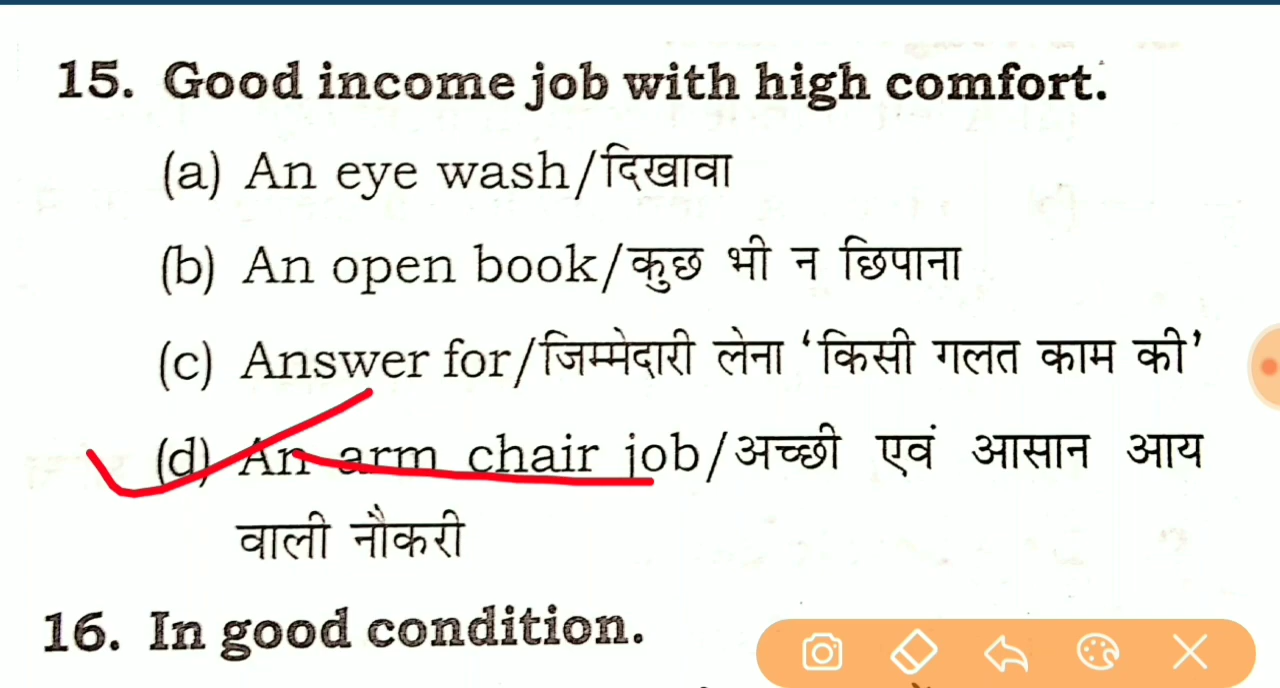 15. Good income job with high comfort.
(a) An eye wash/दिखावा
(b) An open book/कुछ भी न छिपाना
(c) Answer for/जिम्मेदारी लेना ‘किसी गलत काम की’
(d) An arm chair job/अच्छी एवं आसान आय
वाली नौकरी
16. In good condition.